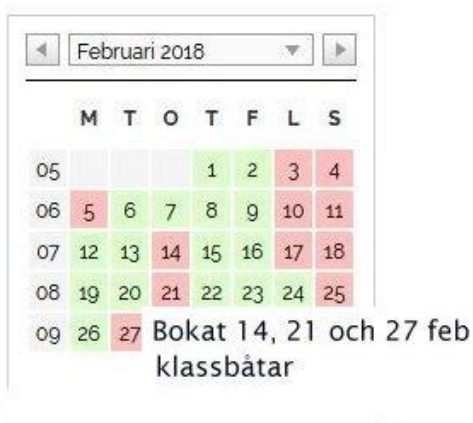 Februari 2018
M T O T F L S
05 1 2 3 4
06 5 6 7 8 9 10 11
07 12 13 14 15 16 17 18
08 19 20 21 22 23 24 25
09 26 27 Bokat 14, 21 och 27 feb
klassbåtar